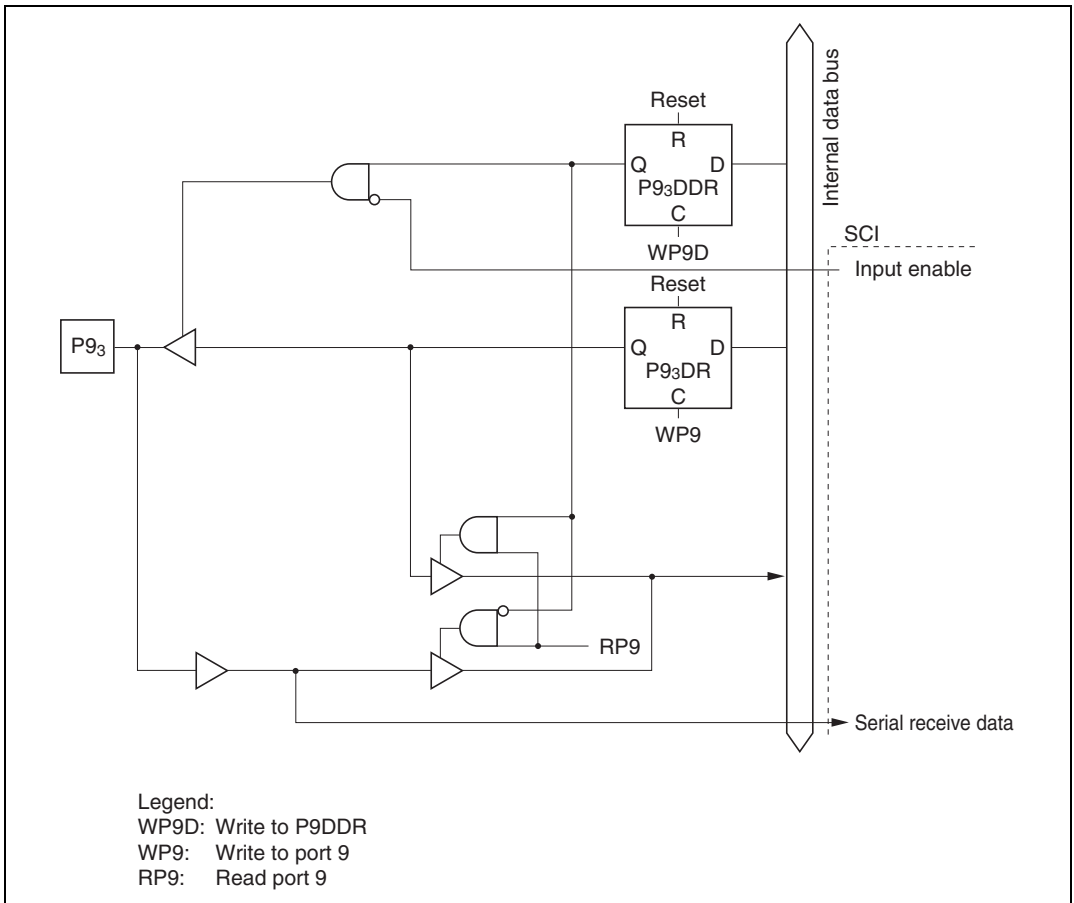 Reset
R
Q D
P9₃DDR
C
WP9D
Internal data bus
SCI
Input enable
Reset
R
Q D
P9₃DR
C
WP9
P9₃
RP9
Serial receive data
Legend:
WP9D: Write to P9DDR
WP9: Write to port 9
RP9: Read port 9